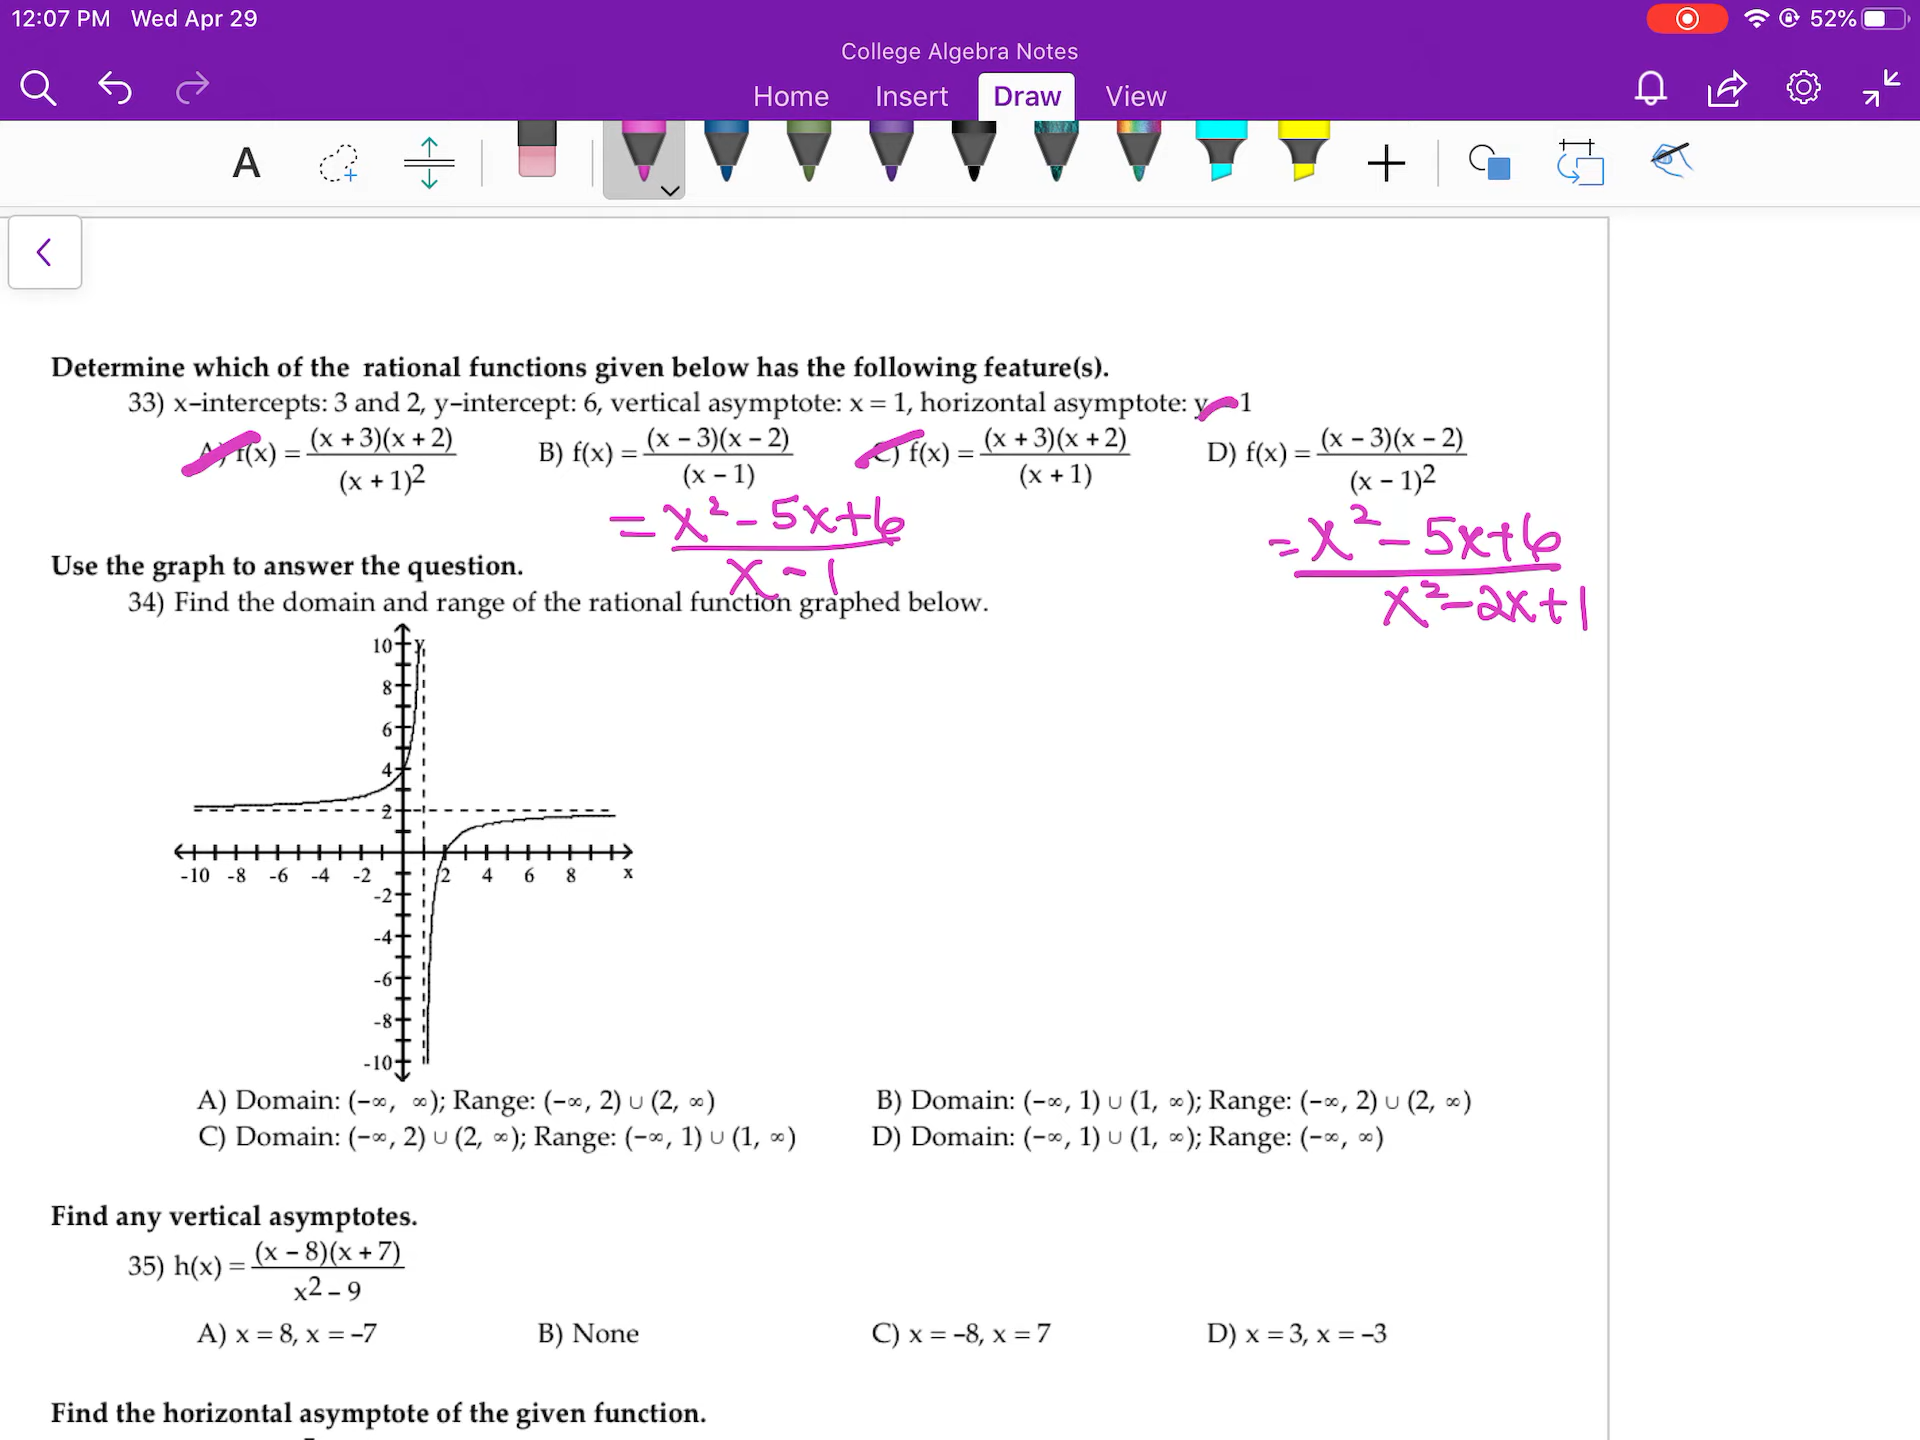 12:07 PM Wed Apr 29
52%
College Algebra Notes
Home Insert Draw View
A
Determine which of the rational functions given below has the following feature(s).
33) x-intercepts: 3 and 2, y-intercept: 6, vertical asymptote: x = 1, horizontal asymptote: y 1
A) f(x) = (x + 3)(x + 2) / (x + 1)² B) f(x) = (x - 3)(x - 2) / (x - 1) C) f(x) = (x + 3)(x + 2) / (x + 1) D) f(x) = (x - 3)(x - 2) / (x - 1)²
= x² - 5x + 6 / x - 1
= x² - 5x + 6 / x² - 2x + 1
Use the graph to answer the question.
34) Find the domain and range of the rational function graphed below.
y
10
8
6
4
2
-10 -8 -6 -4 -2 2 4 6 8 x
-2
-4
-6
-8
-10
A) Domain: (-∞, ∞); Range: (-∞, 2) ∪ (2, ∞) B) Domain: (-∞, 1) ∪ (1, ∞); Range: (-∞, 2) ∪ (2, ∞)
C) Domain: (-∞, 2) ∪ (2, ∞); Range: (-∞, 1) ∪ (1, ∞) D) Domain: (-∞, 1) ∪ (1, ∞); Range: (-∞, ∞)
Find any vertical asymptotes.
35) h(x) = (x - 8)(x + 7) / x² - 9
A) x = 8, x = -7 B) None C) x = -8, x = 7 D) x = 3, x = -3
Find the horizontal asymptote of the given function.